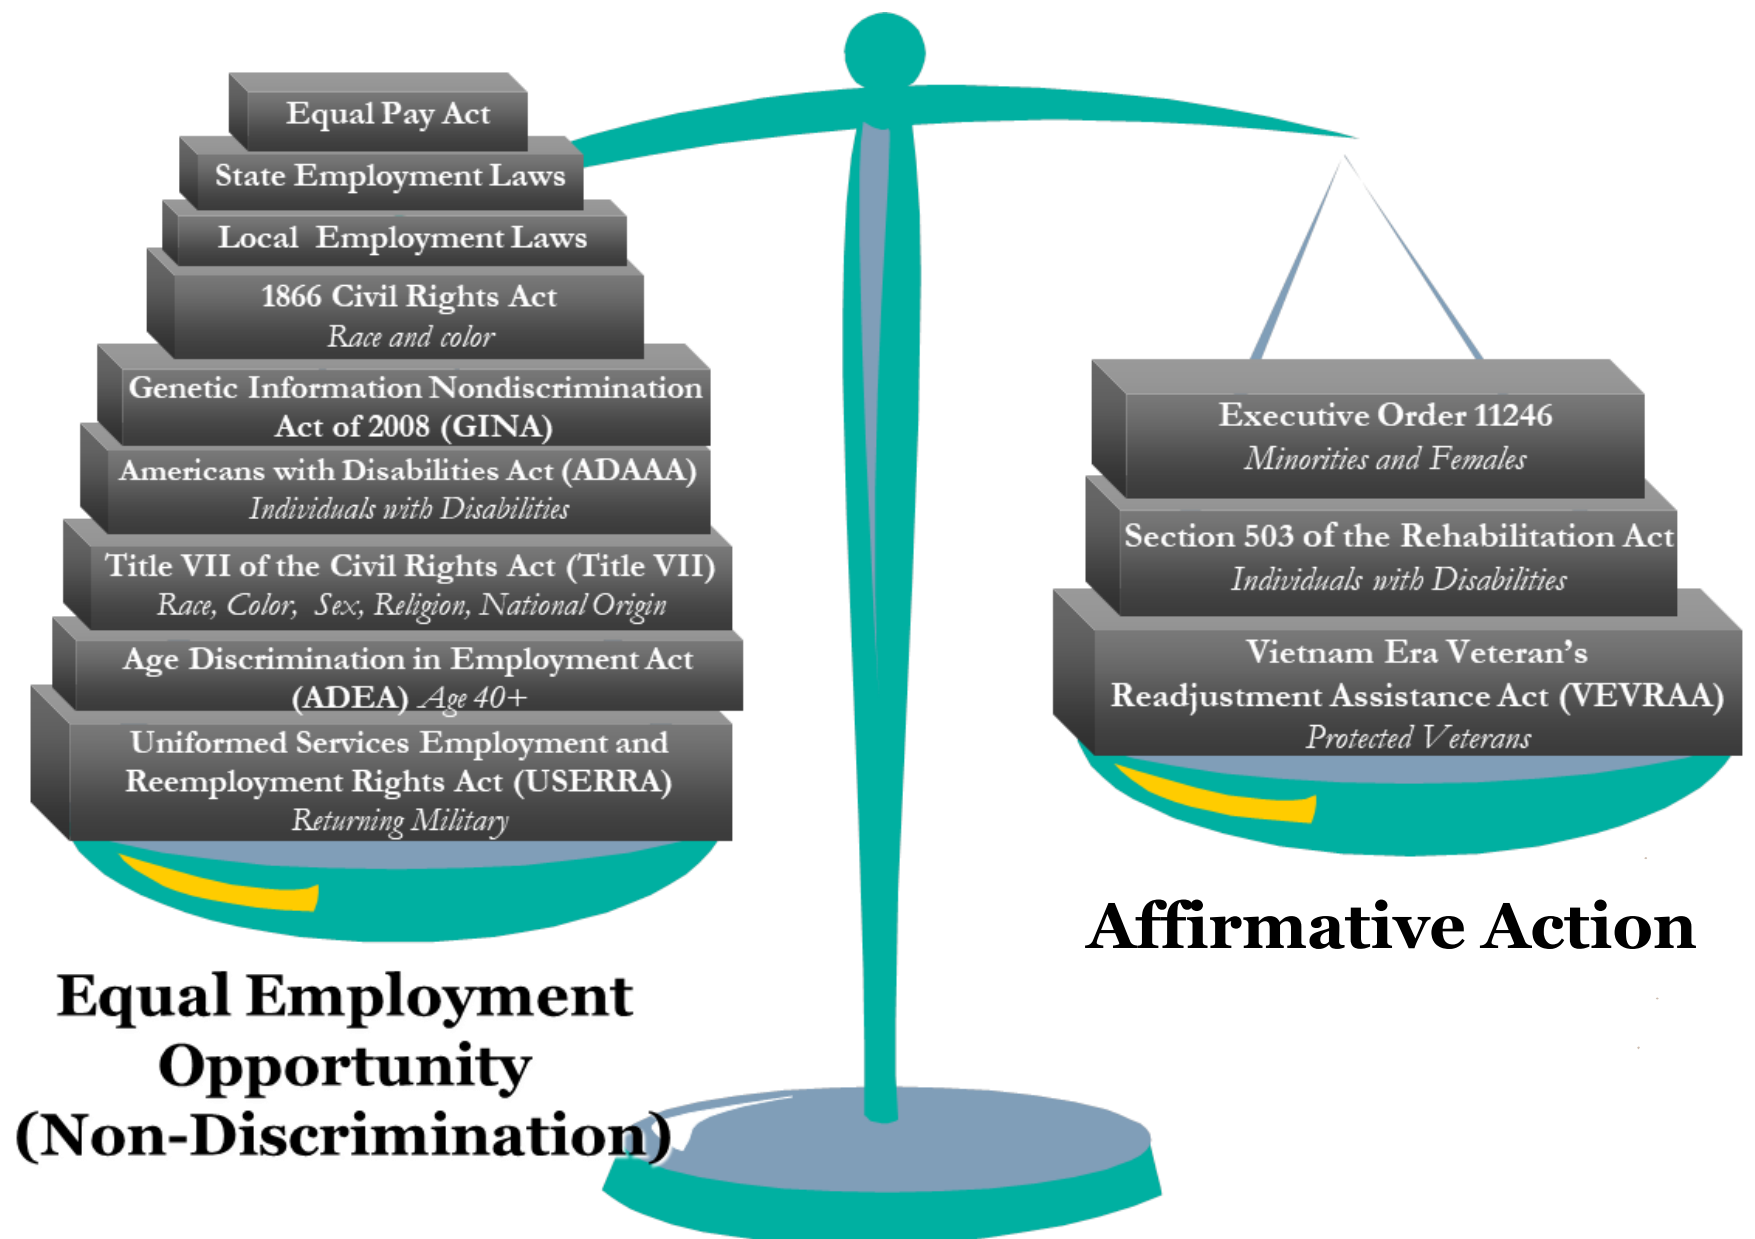 Equal Pay Act
State Employment Laws
Local Employment Laws
1866 Civil Rights Act
Race and color
Genetic Information Nondiscrimination
Act of 2008 (GINA)
Americans with Disabilities Act (ADAAA)
Individuals with Disabilities
Title VII of the Civil Rights Act (Title VII)
Race, Color, Sex, Religion, National Origin
Age Discrimination in Employment Act
(ADEA) Age 40+
Uniformed Services Employment and
Reemployment Rights Act (USERRA)
Returning Military
Equal Employment
Opportunity
(Non-Discrimination)
Executive Order 11246
Minorities and Females
Section 503 of the Rehabilitation Act
Individuals with Disabilities
Vietnam Era Veteran's
Readjustment Assistance Act (VEVRAA)
Protected Veterans
Affirmative Action